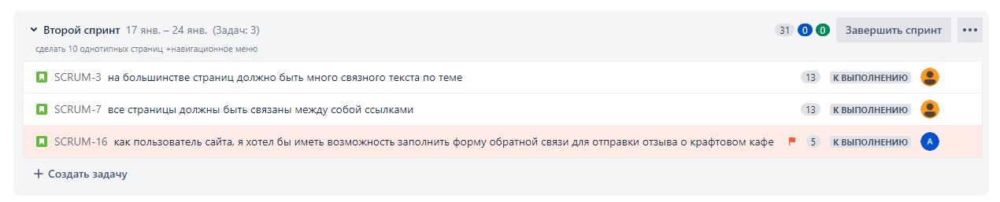 Второй спринт 17 янв. – 24 янв. (Задач: 3) 31 0 0 Завершить спринт
сделать 10 однотипных страниц +навигационное меню
SCRUM-3 на большинстве страниц должно быть много связного текста по теме 13 К ВЫПОЛНЕНИЮ
SCRUM-7 все страницы должны быть связаны между собой ссылками 13 К ВЫПОЛНЕНИЮ
SCRUM-16 как пользователь сайта, я хотел бы иметь возможность заполнить форму обратной связи для отправки отзыва о крафтовом кафе 5 К ВЫПОЛНЕНИЮ A
+ Создать задачу